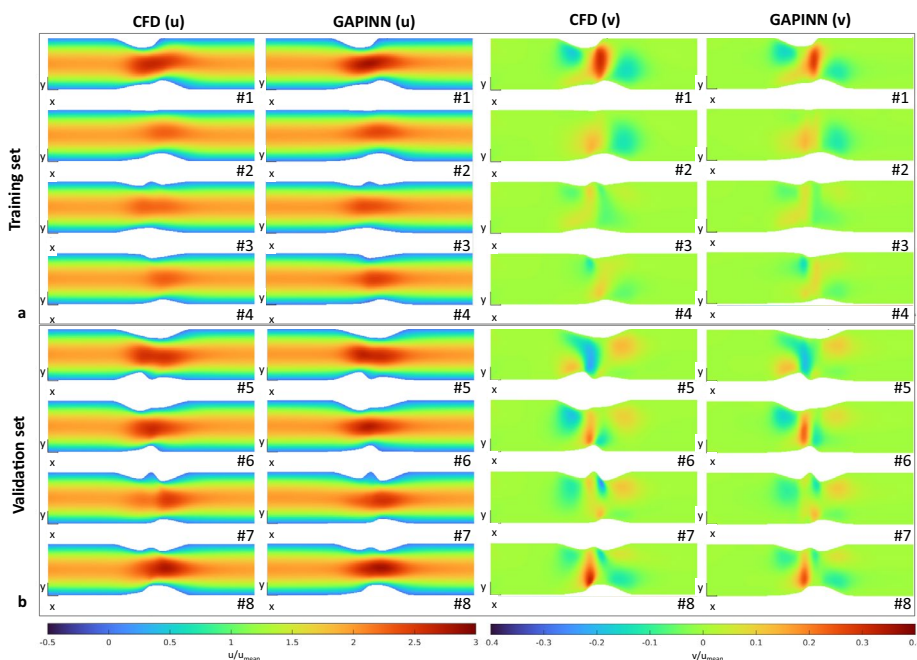 CFD (u) GAPINN (u) CFD (v) GAPINN (v)
Training set
y y y y
x x x x
#1 #1 #1 #1
y y y y
x x x x
#2 #2 #2 #2
y y y y
x x x x
#3 #3 #3 #3
y y y y
x x x x
#4 #4 #4 #4
a
Validation set
y y y y
x x x x
#5 #5 #5 #5
y y y y
x x x x
#6 #6 #6 #6
y y y y
x x x x
#7 #7 #7 #7
y y y y
x x x x
#8 #8 #8 #8
b
-0.5 0 0.5 1 1.5 2 2.5 3 -0.4 -0.3 -0.2 -0.1 0 0.1 0.2 0.3 0.
u/u_mean v/u_mean